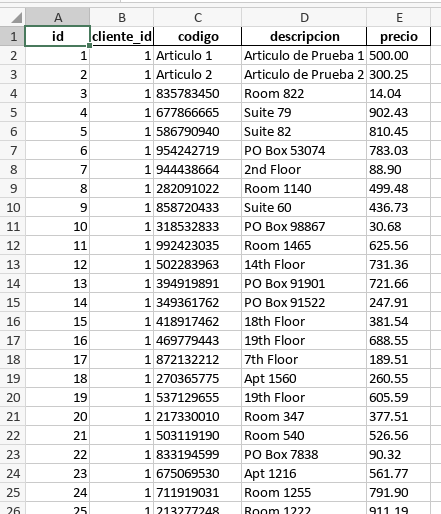 A B C D E
1 id cliente_id codigo descripcion precio
2 1 1 Articulo 1 Articulo de Prueba 1 500.00
3 2 1 Articulo 2 Articulo de Prueba 2 300.25
4 3 1 835783450 Room 822 14.04
5 4 1 677866665 Suite 79 902.43
6 5 1 586790940 Suite 82 810.45
7 6 1 954242719 PO Box 53074 783.03
8 7 1 944438664 2nd Floor 88.90
9 8 1 282091022 Room 1140 499.48
10 9 1 858720433 Suite 60 436.73
11 10 1 318532833 PO Box 98867 30.68
12 11 1 992423035 Room 1465 625.56
13 12 1 502283963 14th Floor 731.36
14 13 1 394919891 PO Box 91901 721.66
15 14 1 349361762 PO Box 91522 247.91
16 15 1 418917462 18th Floor 381.54
17 16 1 469779443 19th Floor 688.55
18 17 1 872132212 7th Floor 189.51
19 18 1 270365775 Apt 1560 260.55
20 19 1 537129655 19th Floor 605.59
21 20 1 217330010 Room 347 377.51
22 21 1 503119190 Room 540 526.56
23 22 1 833194599 PO Box 7838 90.32
24 23 1 675069530 Apt 1216 561.77
25 24 1 711919031 Room 1255 791.90
26 25 1 213277248 Room 1222 911.19